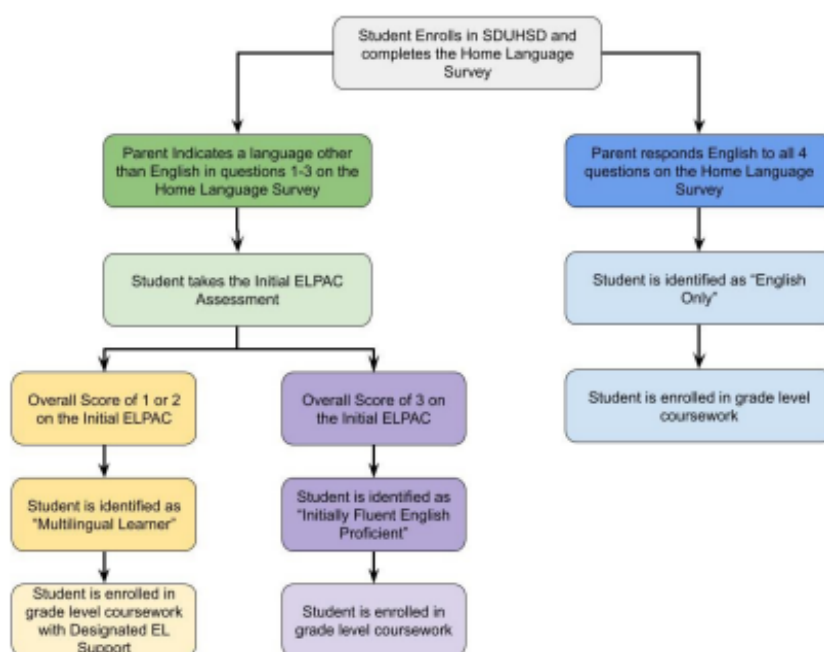 Student Enrolls in SDUHSD and
completes the Home Language
Survey
Parent Indicates a language other
than English in questions 1-3 on the
Home Language Survey
Parent responds English to all 4
questions on the Home Language
Survey
Student takes the Initial ELPAC
Assessment
Student is identified as “English
Only”
Overall Score of 1 or 2
on the Initial ELPAC
Overall Score of 3 on
the Initial ELPAC
Student is enrolled in grade level
coursework
Student is identified as
“Multilingual Learner”
Student is identified as
“Initially Fluent English
Proficient”
Student is enrolled in
grade level coursework
with Designated EL
Support
Student is enrolled in
grade level coursework